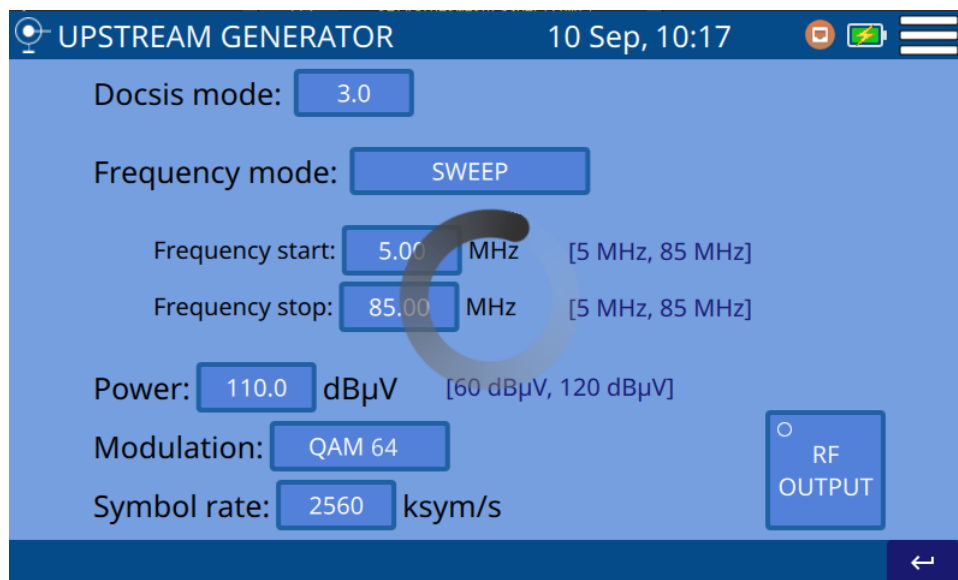 UPSTREAM GENERATOR 10 Sep, 10:17
Docsis mode: 3.0
Frequency mode: SWEEP
Frequency start: 5.00 MHz [5 MHz, 85 MHz]
Frequency stop: 85.00 MHz [5 MHz, 85 MHz]
Power: 110.0 dBµV [60 dBµV, 120 dBµV]
Modulation: QAM 64
Symbol rate: 2560 ksym/s
RF
OUTPUT